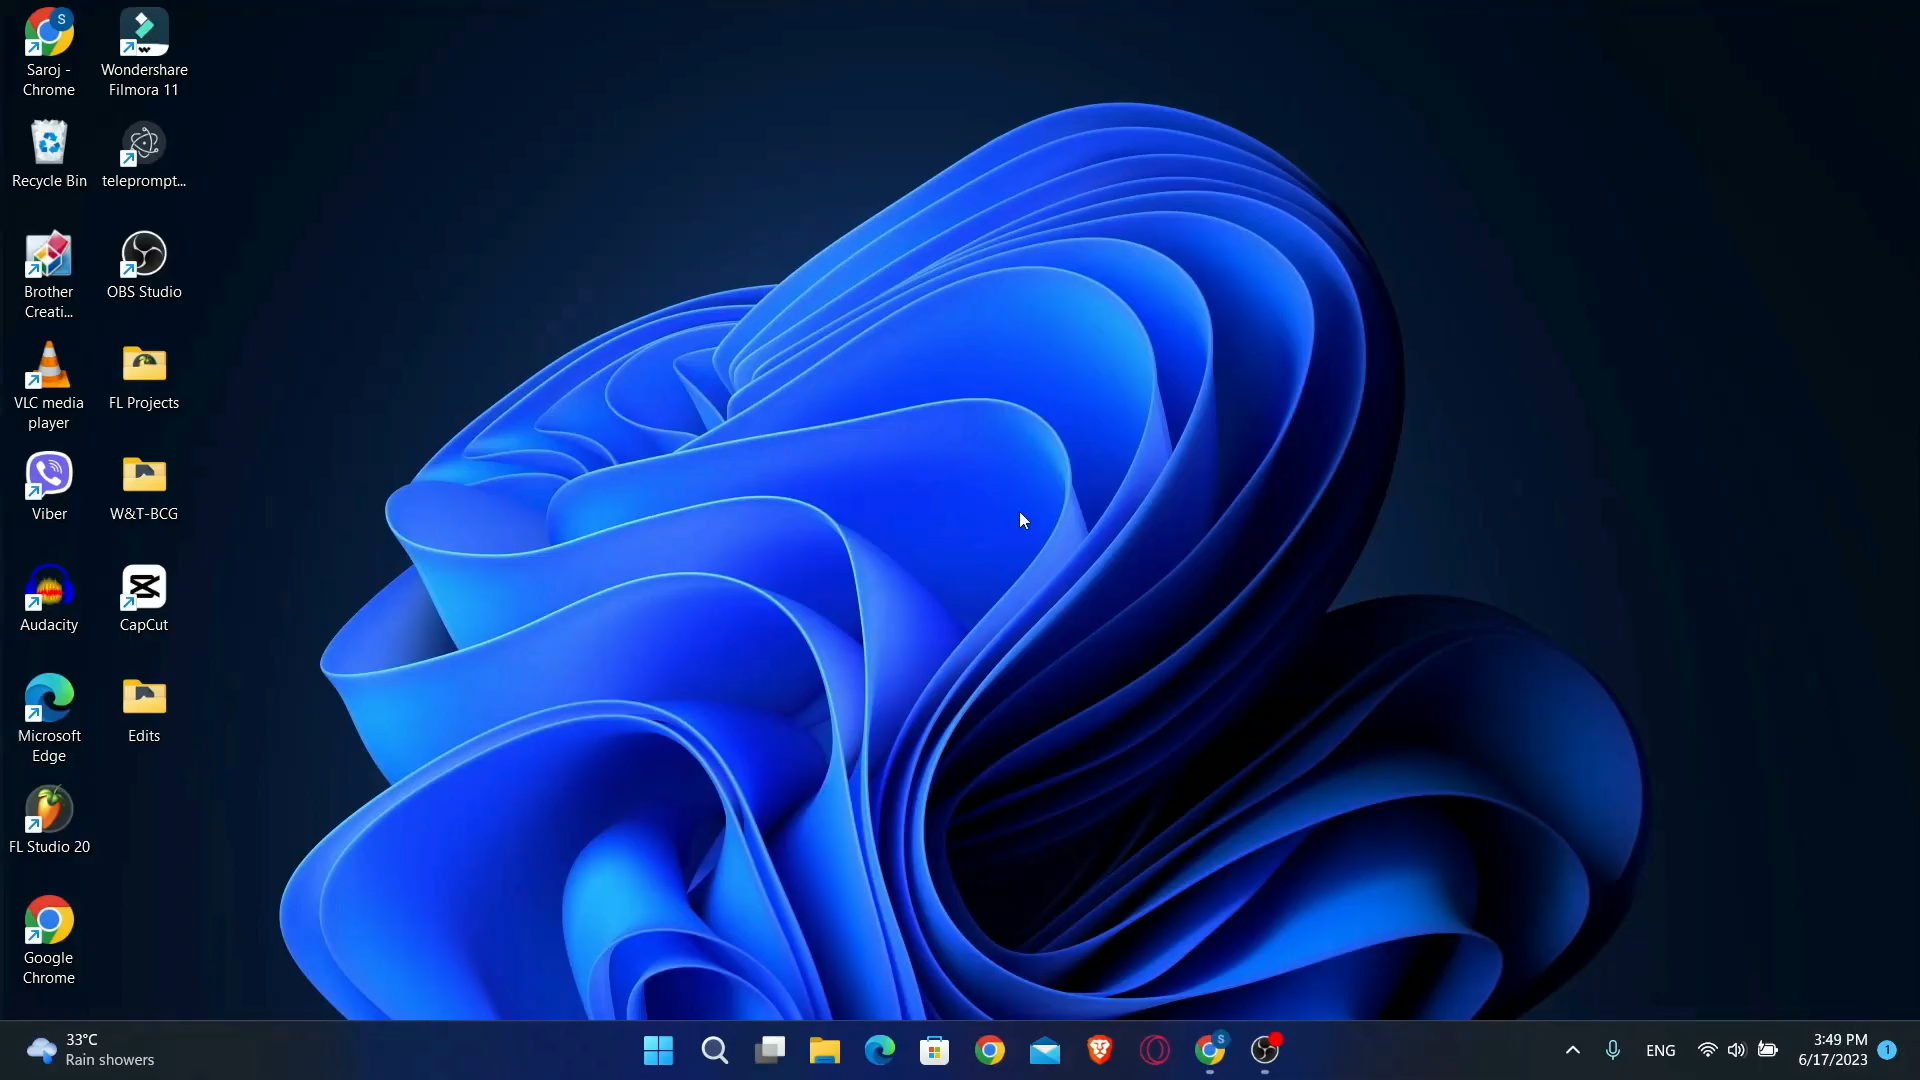 Saroj -
Chrome
Wondershare
Filmora 11
Recycle Bin
teleprompt...
Brother
Creati...
OBS Studio
VLC media
player
FL Projects
Viber
W&T-BCG
Audacity
CapCut
Microsoft
Edge
Edits
FL Studio 20
Google
Chrome
33°C
Rain showers
S
ENG
3:49 PM
6/17/2023
1